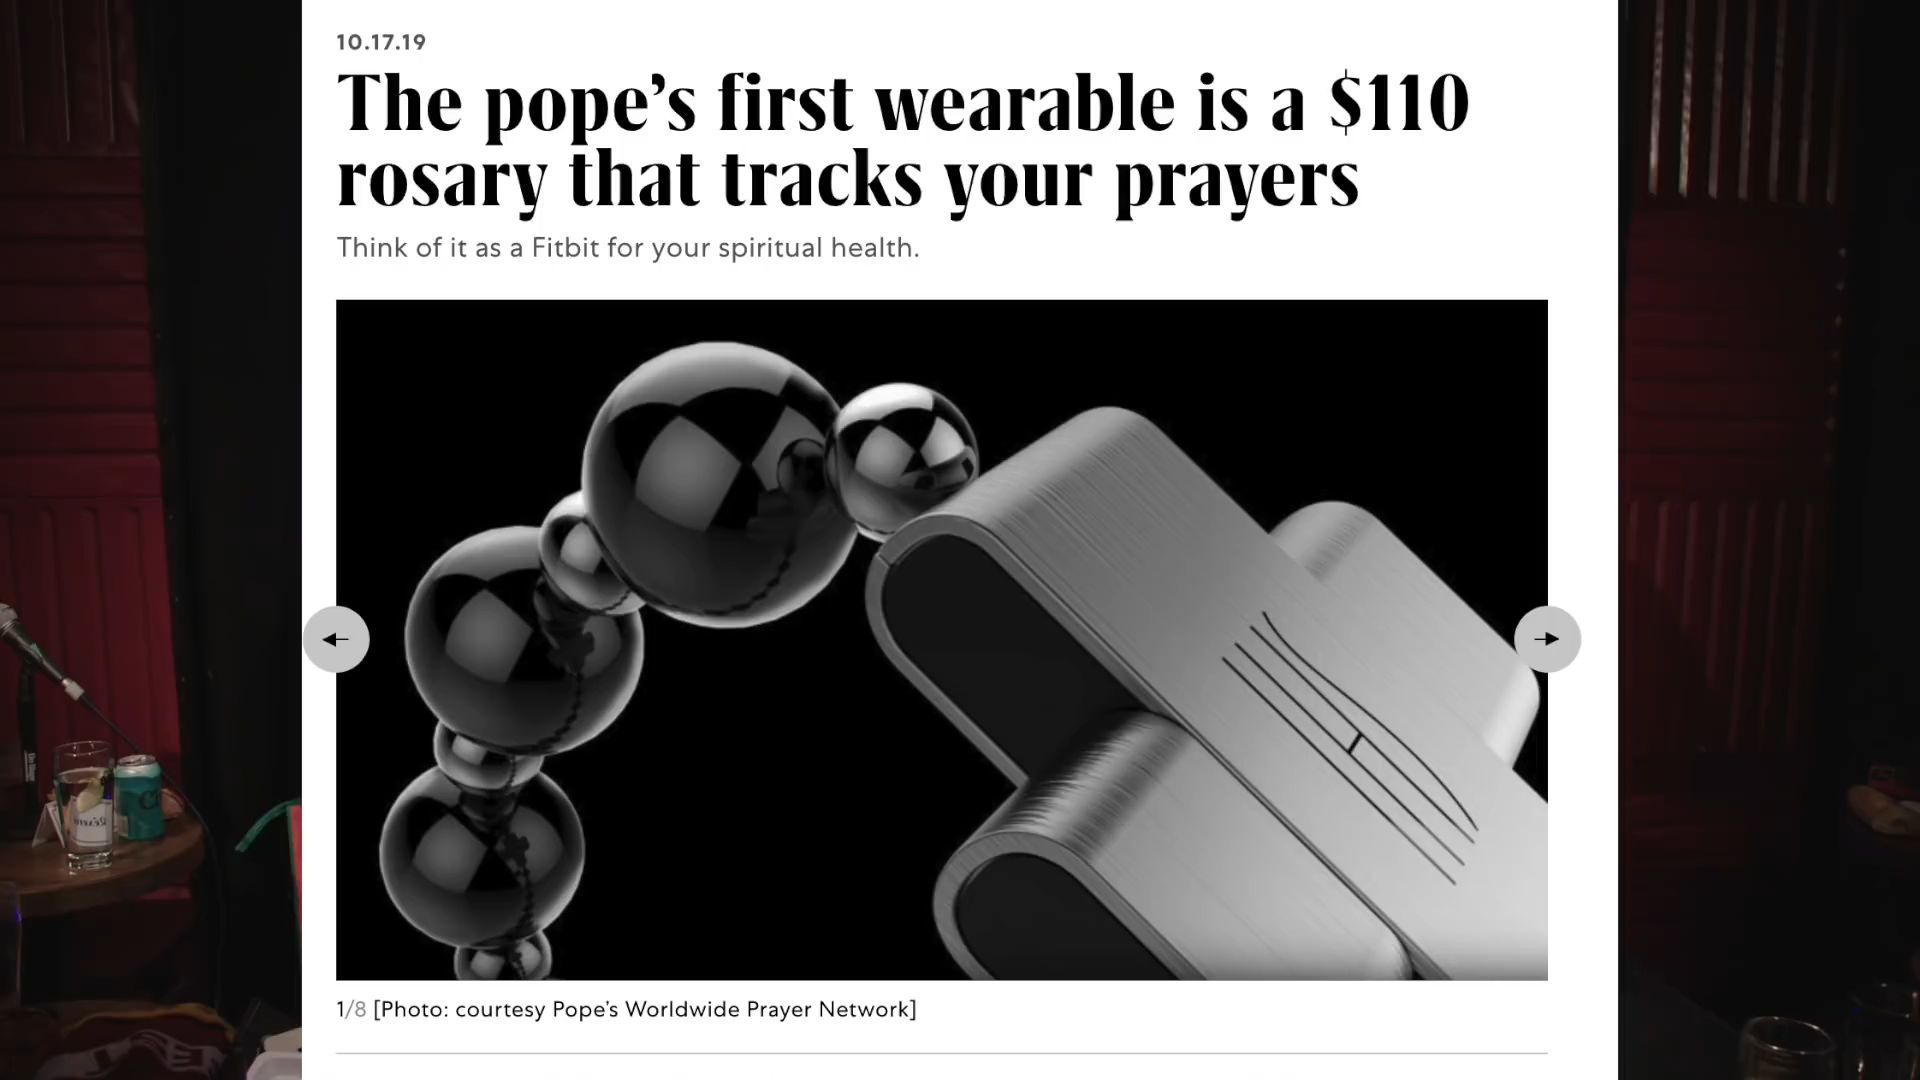 10.17.19
The pope’s first wearable is a $110
rosary that tracks your prayers
Think of it as a Fitbit for your spiritual health.
1/8 [Photo: courtesy Pope’s Worldwide Prayer Network]